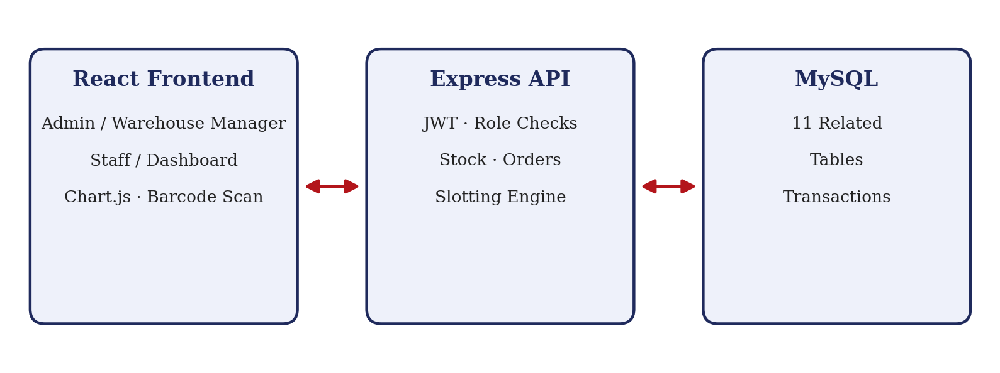 React Frontend
Admin / Warehouse Manager
Staff / Dashboard
Chart.js · Barcode Scan
Express API
JWT · Role Checks
Stock · Orders
Slotting Engine
MySQL
11 Related
Tables
Transactions